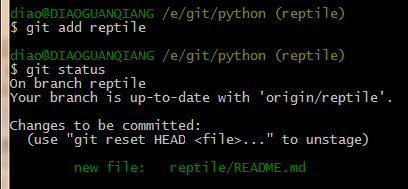 diao@DIAOGUANQIANG /e/git/python (reptile)
$ git add reptile
diao@DIAOGUANQIANG /e/git/python (reptile)
$ git status
On branch reptile
Your branch is up-to-date with 'origin/reptile'.
Changes to be committed:
(use "git reset HEAD <file>..." to unstage)
new file: reptile/README.md